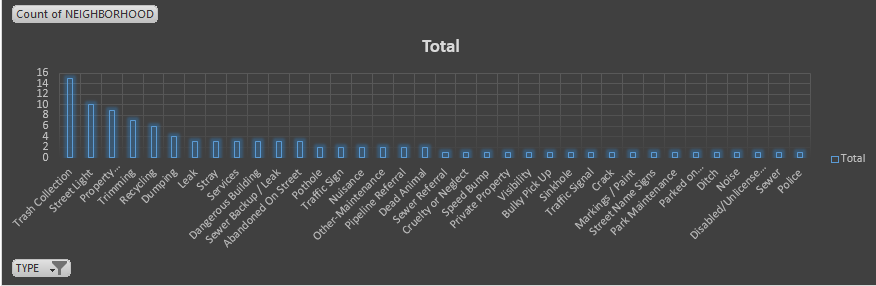 Count of NEIGHBORHOOD
Total
16
14
12
10
8
6
4
2
0
Trash Collection
Street Light
Property...
Trimming
Recycling
Dumping
Leak
Stray
Services
Dangerous Building
Sewer Backup / Leak
Abandoned On Street
Pothole
Traffic Sign
Nuisance
Other-Maintenance
Pipeline Referral
Dead Animal
Sewer Referral
Cruelty or Neglect
Speed Bump
Private Property
Visibility
Bulky Pick Up
Sinkhole
Traffic Signal
Crack
Markings / Paint
Street Name Signs
Park Maintenance
Parked on...
Ditch
Noise
Disabled/Unlicense...
Sewer
Police
Total
TYPE